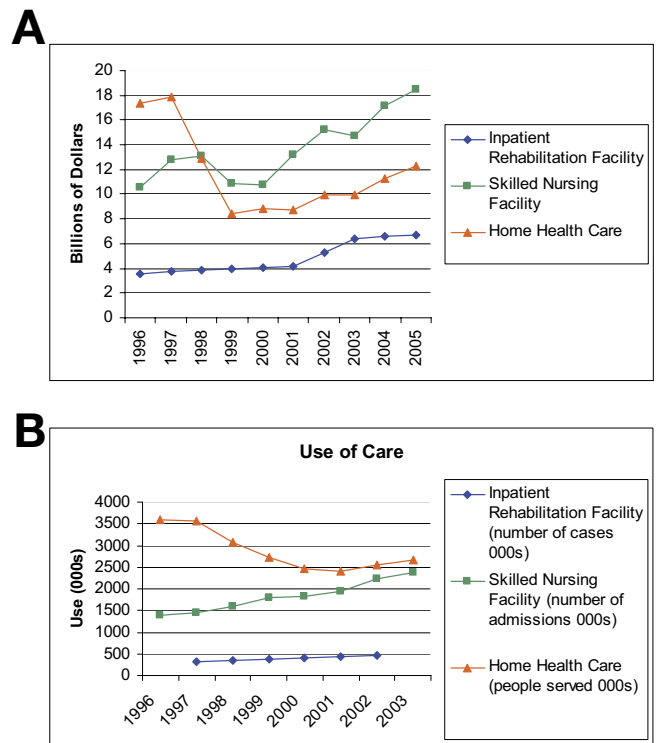 A
Billions of Dollars
20
18
16
14
12
10
8
6
4
2
0
1996
1997
1998
1999
2000
2001
2002
2003
2004
2005
Inpatient
Rehabilitation Facility
Skilled Nursing
Facility
Home Health Care
B
Use of Care
Use (000s)
4000
3500
3000
2500
2000
1500
1000
500
0
1996
1997
1998
1999
2000
2001
2002
2003
Inpatient
Rehabilitation Facility
(number of cases
000s)
Skilled Nursing
Facility (number of
admissions 000s)
Home Health Care
(people served 000s)